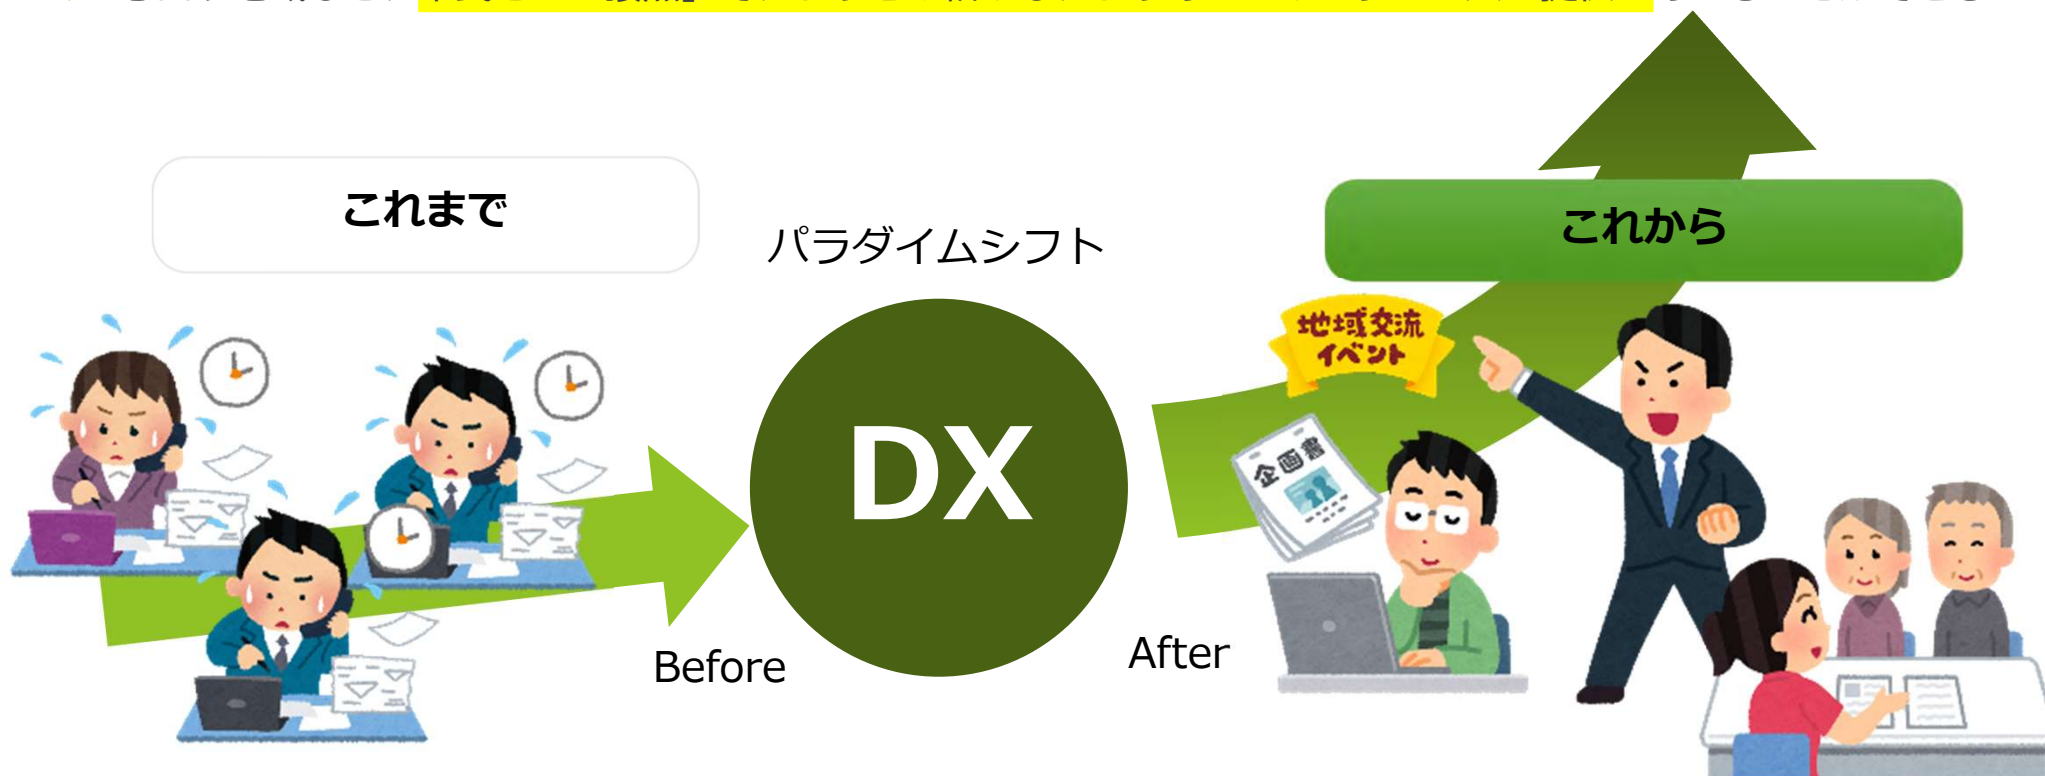 これまで
パラダイムシフト
これから
地域交流
イベント
企画書
DX
Before
After